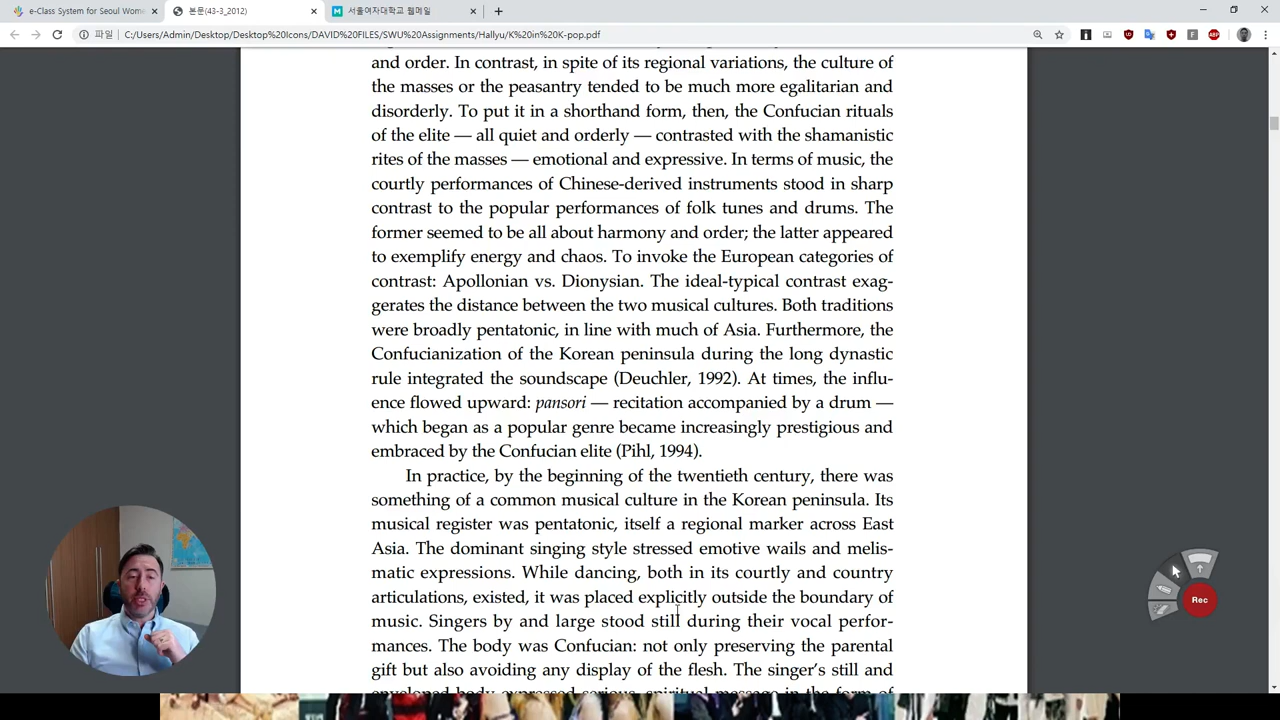 e-Class System for Seoul Wome
본문(43-3_2012)
서울여자대학교 웹메일
파일
C:/Users/Admin/Desktop/Desktop%20Icons/DAVID%20FILES/SWU%20Assignments/Hallyu/K%20in%20K-pop.pdf
and order. In contrast, in spite of its regional variations, the culture of
the masses or the peasantry tended to be much more egalitarian and
disorderly. To put it in a shorthand form, then, the Confucian rituals
of the elite — all quiet and orderly — contrasted with the shamanistic
rites of the masses — emotional and expressive. In terms of music, the
courtly performances of Chinese-derived instruments stood in sharp
contrast to the popular performances of folk tunes and drums. The
former seemed to be all about harmony and order; the latter appeared
to exemplify energy and chaos. To invoke the European categories of
contrast: Apollonian vs. Dionysian. The ideal-typical contrast exag-
gerates the distance between the two musical cultures. Both traditions
were broadly pentatonic, in line with much of Asia. Furthermore, the
Confucianization of the Korean peninsula during the long dynastic
rule integrated the soundscape (Deuchler, 1992). At times, the influ-
ence flowed upward: pansori — recitation accompanied by a drum —
which began as a popular genre became increasingly prestigious and
embraced by the Confucian elite (Pihl, 1994).
In practice, by the beginning of the twentieth century, there was
something of a common musical culture in the Korean peninsula. Its
musical register was pentatonic, itself a regional marker across East
Asia. The dominant singing style stressed emotive wails and melis-
matic expressions. While dancing, both in its courtly and country
articulations, existed, it was placed explicitly outside the boundary of
music. Singers by and large stood still during their vocal perfor-
mances. The body was Confucian: not only preserving the parental
gift but also avoiding any display of the flesh. The singer's still and
enveloped body expressed serious, spiritual message in the form of
Rec